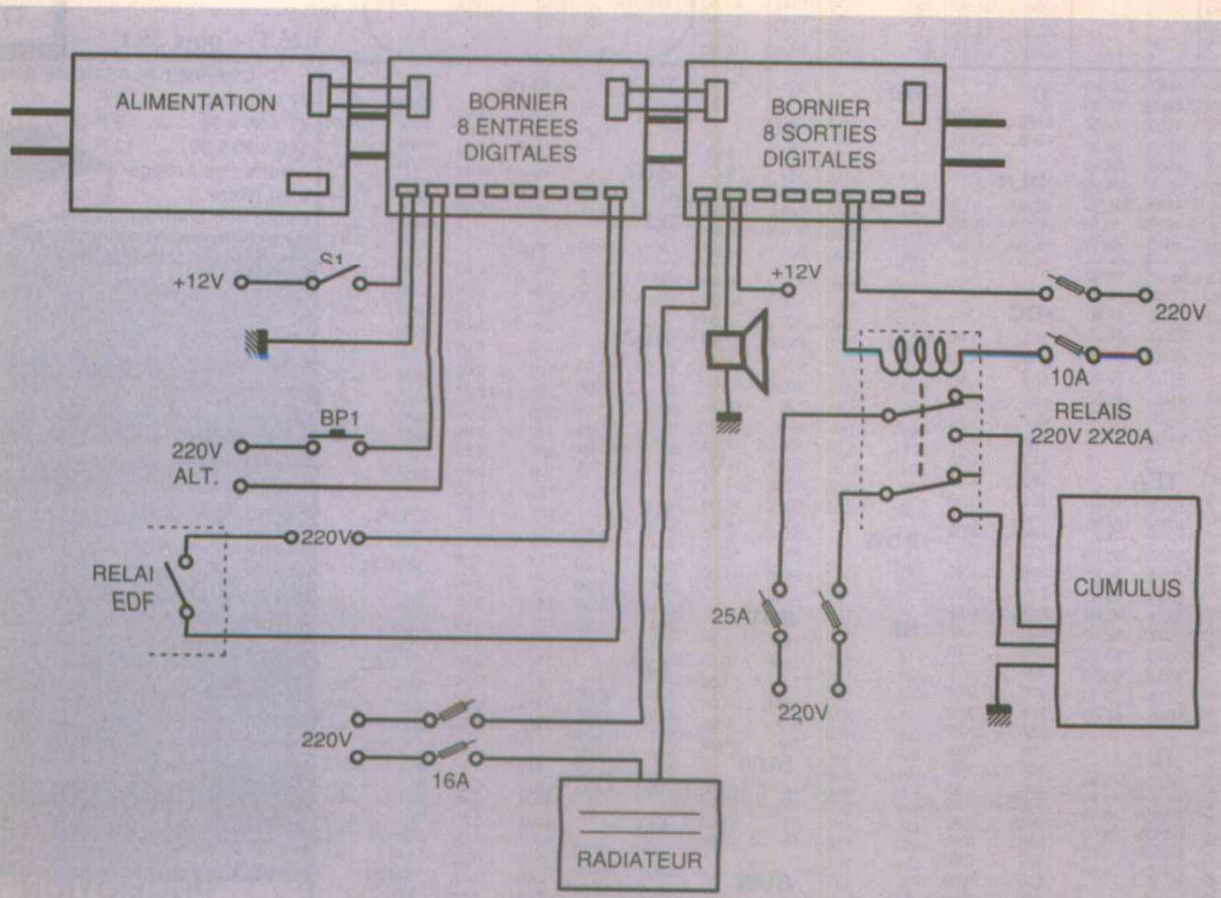 ALIMENTATION
BORNIER
8 ENTREES
DIGITALES
BORNIER
8 SORTIES
DIGITALES
+12V
S1
+12V
220V
BP1
220V
ALT.
10A
RELAIS
220V 2X20A
220V
RELAI
EDF
25A
CUMULUS
220V
220V
16A
RADIATEUR